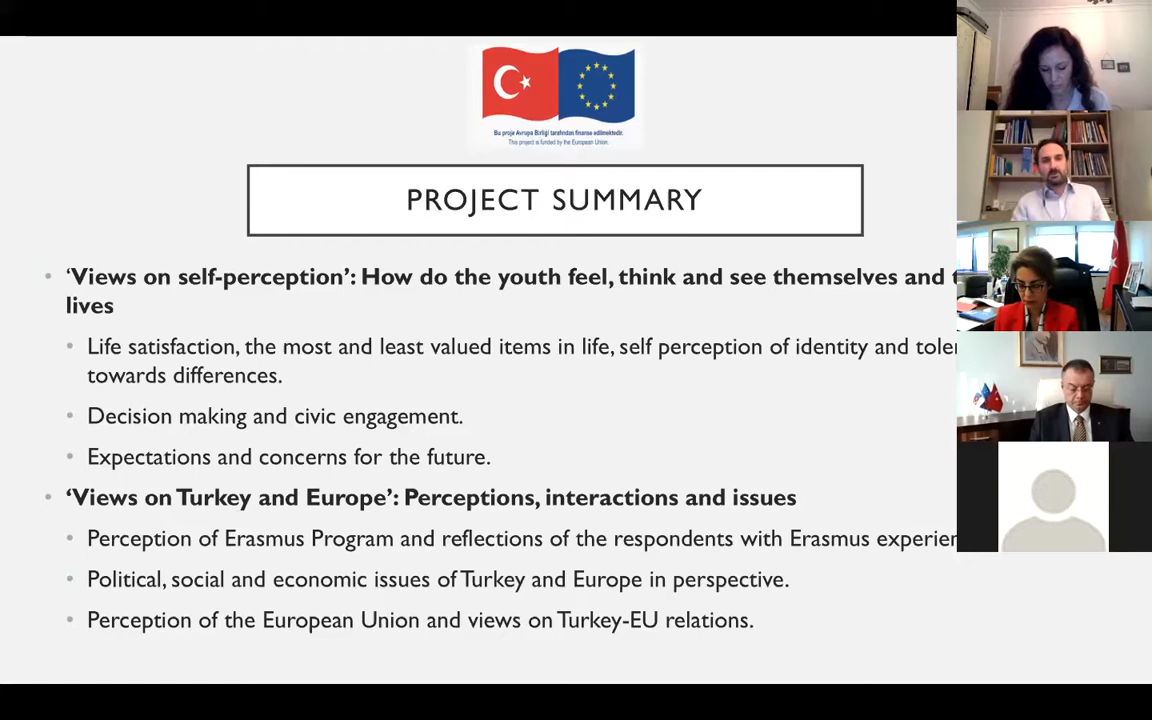 Bu proje Avrupa Birliği tarafından finanse edilmektedir.
This project is funded by the European Union.
PROJECT SUMMARY
• ‘Views on self-perception’: How do the youth feel, think and see themselves and
lives
• Life satisfaction, the most and least valued items in life, self perception of identity and
towards differences.
• Decision making and civic engagement.
• Expectations and concerns for the future.
• ‘Views on Turkey and Europe’: Perceptions, interactions and issues
• Perception of Erasmus Program and reflections of the respondents with Erasmus
• Political, social and economic issues of Turkey and Europe in perspective.
• Perception of the European Union and views on Turkey-EU relations.